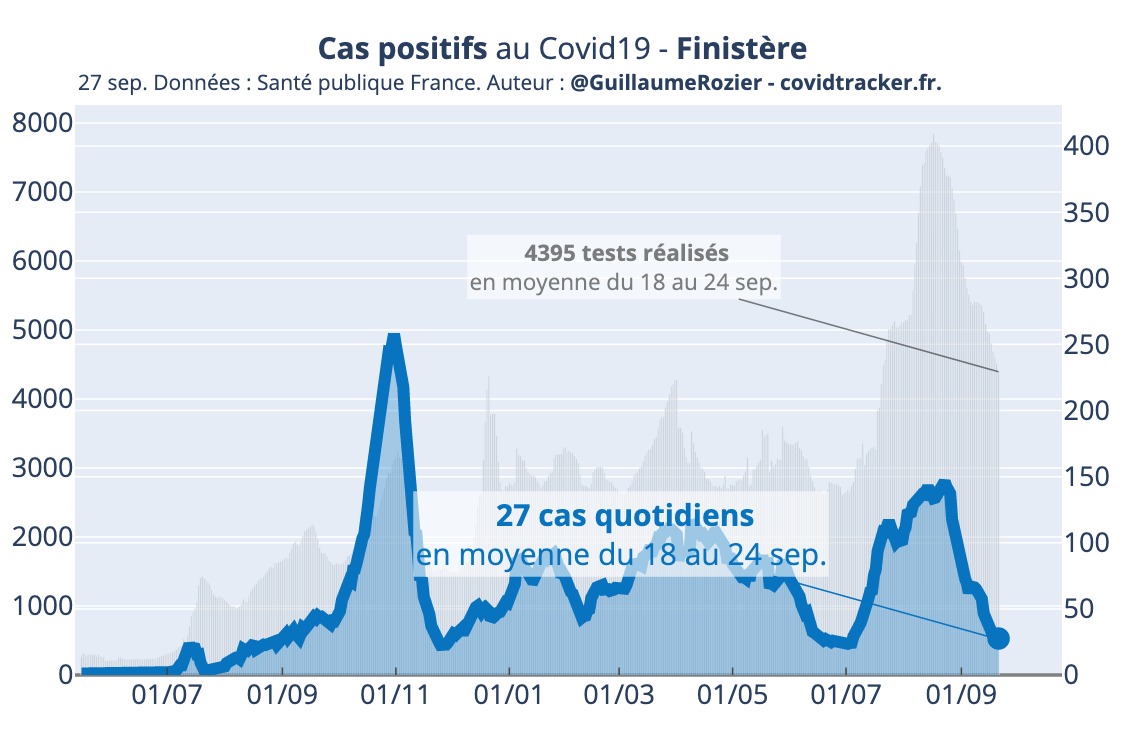 Cas positifs au Covid19 - Finistère
27 sep. Données : Santé publique France. Auteur : @GuillaumeRozier - covidtracker.fr.
8000
7000
6000
5000
4000
3000
2000
1000
0
400
350
300
250
200
150
100
50
0
4395 tests réalisés
en moyenne du 18 au 24 sep.
27 cas quotidiens
en moyenne du 18 au 24 sep.
01/07 01/09 01/11 01/01 01/03 01/05 01/07 01/09